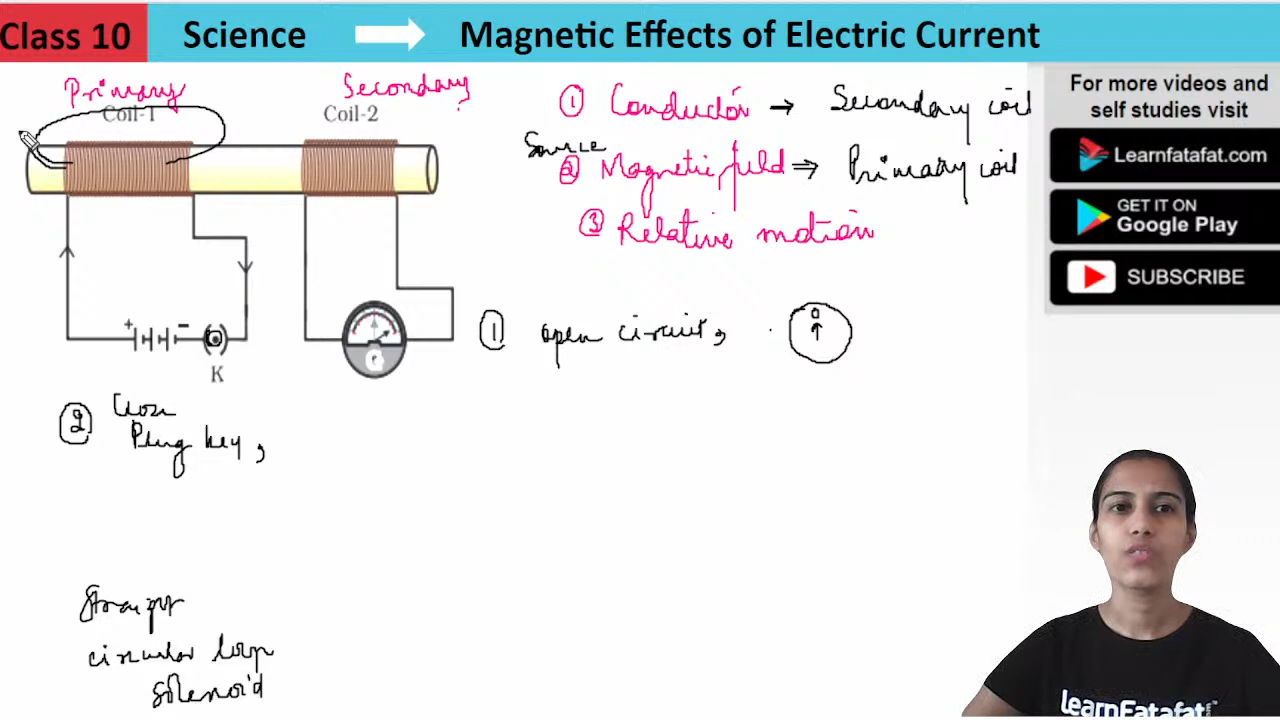 Class 10 Science Magnetic Effects of Electric Current
Primary Secondary
Coil-1 Coil-2
① Conductor → Secondary coil
Source
② Magnetic field ⇒ Primary coil
③ Relative motion
+ − K
G
① open circuit, 0
② Close
Plug key,
Straight
circular loop
solenoid
For more videos and
self studies visit
Learnfatafat.com
GET IT ON
Google Play
SUBSCRIBE
learnFatafat